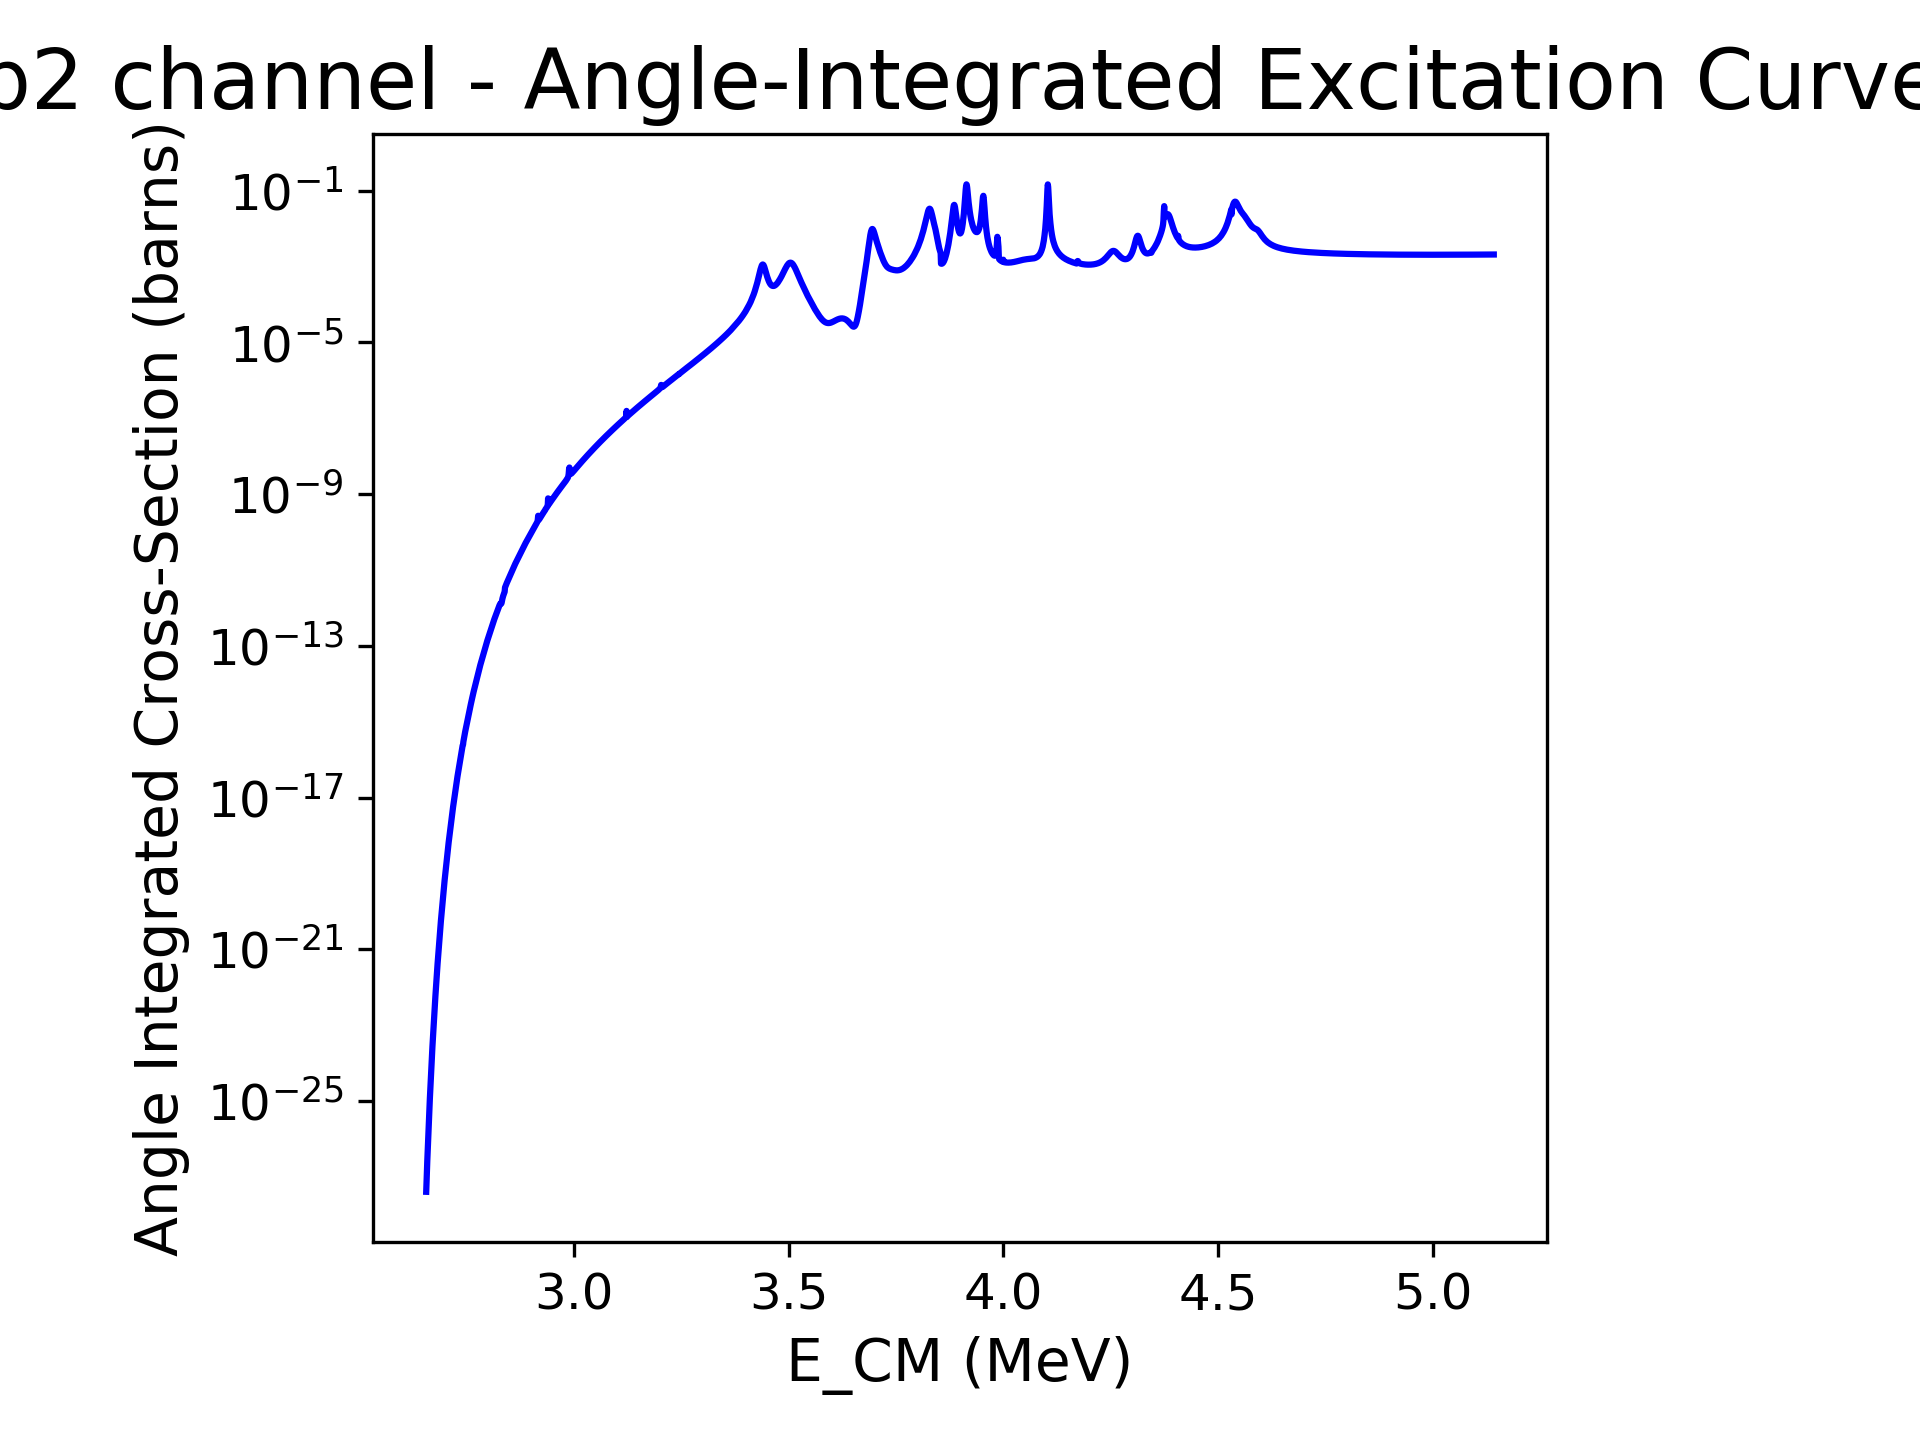 p2 channel - Angle-Integrated Excitation Curve
Angle Integrated Cross-Section (barns)
10⁻¹
10⁻⁵
10⁻⁹
10⁻¹³
10⁻¹⁷
10⁻²¹
10⁻²⁵
3.0 3.5 4.0 4.5 5.0
E_CM (MeV)